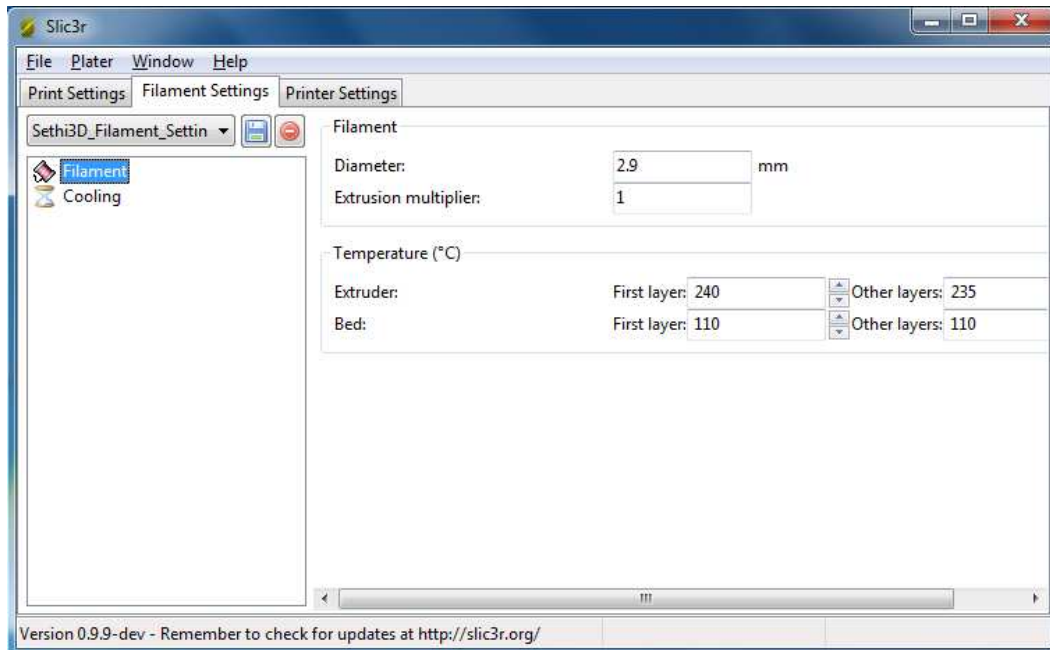 Slic3r
File Plater Window Help
Print Settings Filament Settings Printer Settings
Sethi3D_Filament_Settin
Filament
Cooling
Filament
Diameter: 2.9 mm
Extrusion multiplier: 1
Temperature (°C)
Extruder: First layer: 240 Other layers: 235
Bed: First layer: 110 Other layers: 110
Version 0.9.9-dev - Remember to check for updates at http://slic3r.org/